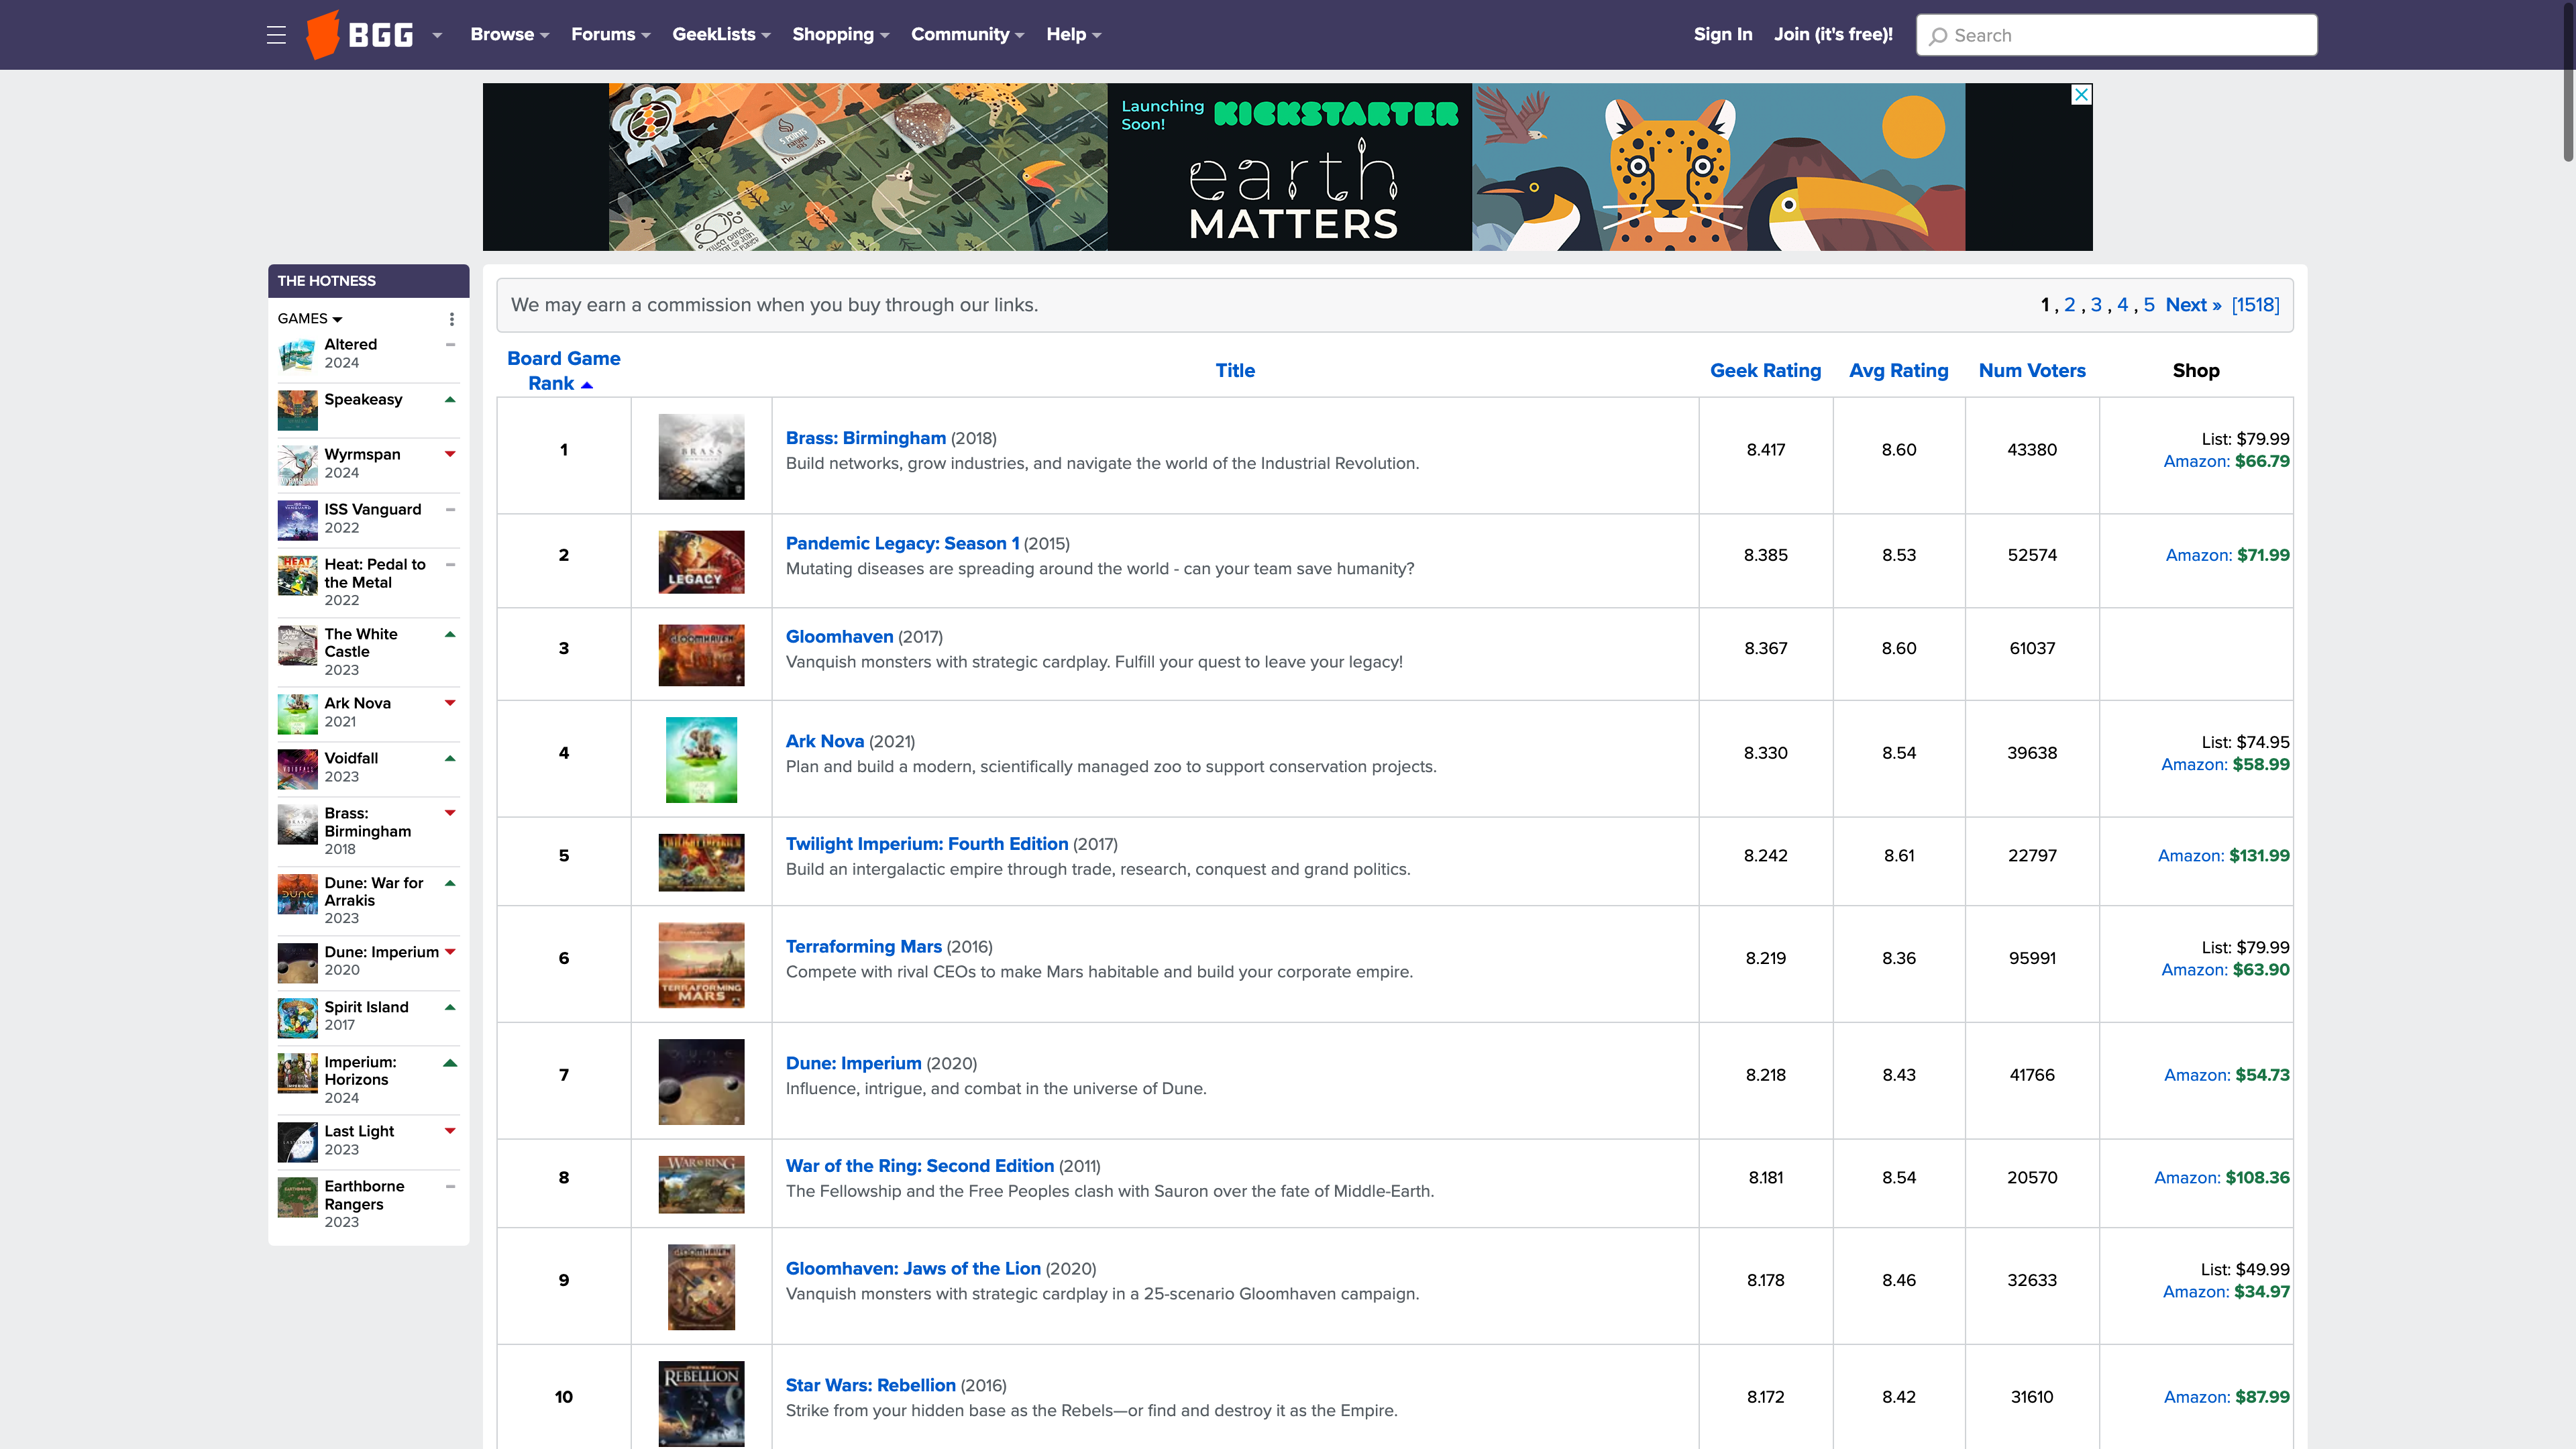 BGG
Browse
Forums
GeekLists
Shopping
Community
Help
Sign In
Join (it's free)!
Search
Launching
Soon!
KICKSTARTER
earth
MATTERS
THE HOTNESS
GAMES
Altered
2024
Speakeasy
Wyrmspan
2024
ISS Vanguard
2022
Heat: Pedal to
the Metal
2022
The White
Castle
2023
Ark Nova
2021
Voidfall
2023
Brass:
Birmingham
2018
Dune: War for
Arrakis
2023
Dune: Imperium
2020
Spirit Island
2017
Imperium:
Horizons
2024
Last Light
2023
Earthborne
Rangers
2023
We may earn a commission when you buy through our links.
1 , 2 , 3 , 4 , 5 Next » [1518]
Board Game
Rank
Title
Geek Rating
Avg Rating
Num Voters
Shop
1
BRASS
Brass: Birmingham (2018)
Build networks, grow industries, and navigate the world of the Industrial Revolution.
8.417
8.60
43380
List: $79.99
Amazon: $66.79
2
LEGACY
Pandemic Legacy: Season 1 (2015)
Mutating diseases are spreading around the world - can your team save humanity?
8.385
8.53
52574
Amazon: $71.99
3
GLOOMHAVEN
Gloomhaven (2017)
Vanquish monsters with strategic cardplay. Fulfill your quest to leave your legacy!
8.367
8.60
61037
4
Ark Nova (2021)
Plan and build a modern, scientifically managed zoo to support conservation projects.
8.330
8.54
39638
List: $74.95
Amazon: $58.99
5
TWILIGHT IMPERIUM
Twilight Imperium: Fourth Edition (2017)
Build an intergalactic empire through trade, research, conquest and grand politics.
8.242
8.61
22797
Amazon: $131.99
6
TERRAFORMING
MARS
Terraforming Mars (2016)
Compete with rival CEOs to make Mars habitable and build your corporate empire.
8.219
8.36
95991
List: $79.99
Amazon: $63.90
7
DUNE
Dune: Imperium (2020)
Influence, intrigue, and combat in the universe of Dune.
8.218
8.43
41766
Amazon: $54.73
8
WAR RING
War of the Ring: Second Edition (2011)
The Fellowship and the Free Peoples clash with Sauron over the fate of Middle-Earth.
8.181
8.54
20570
Amazon: $108.36
9
GLOOMHAVEN
Gloomhaven: Jaws of the Lion (2020)
Vanquish monsters with strategic cardplay in a 25-scenario Gloomhaven campaign.
8.178
8.46
32633
List: $49.99
Amazon: $34.97
10
STAR WARS
REBELLION
Star Wars: Rebellion (2016)
Strike from your hidden base as the Rebels—or find and destroy it as the Empire.
8.172
8.42
31610
Amazon: $87.99